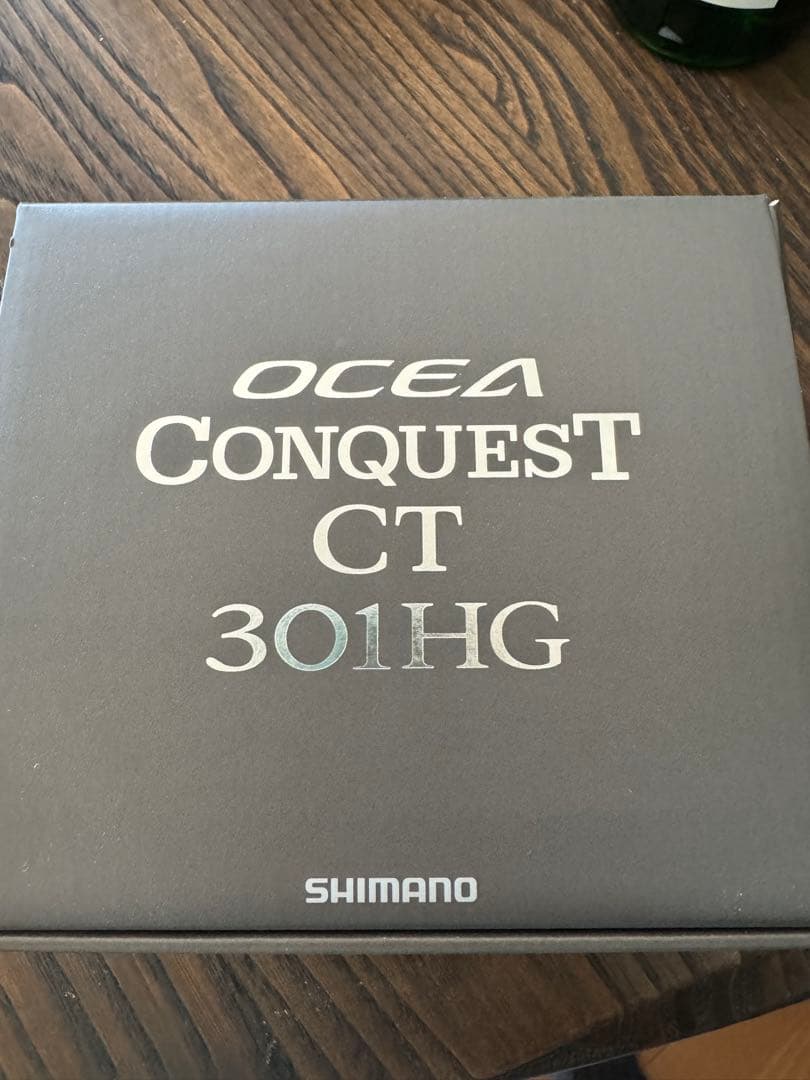 OCEA
CONQUEST
CT
301HG
SHIMANO